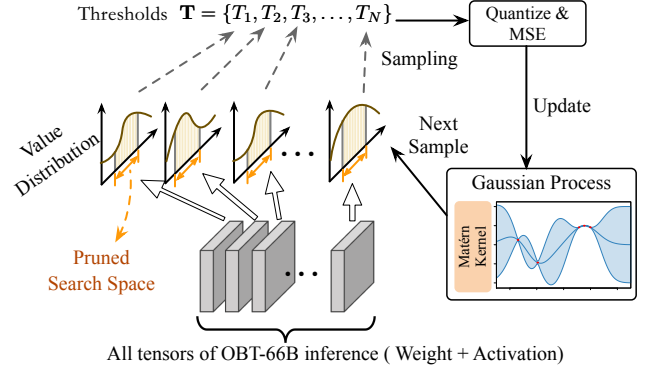 Thresholds T = {T₁, T₂, T₃, . . . , T_N}
Quantize &
MSE
Sampling
Update
Value
Distribution
Next
Sample
Gaussian Process
Matérn
Kernel
Pruned
Search Space
All tensors of OBT-66B inference ( Weight + Activation)